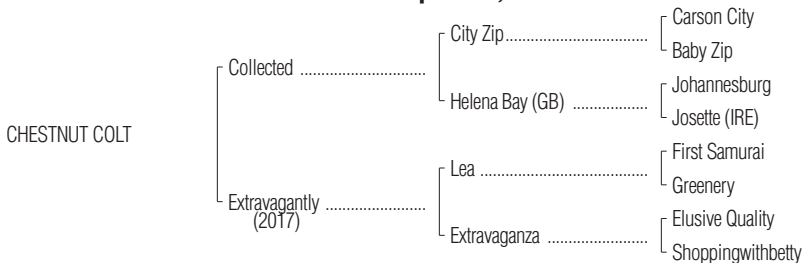 Carson City
City Zip
Baby Zip
Collected
Johannesburg
Helena Bay (GB)
Josette (IRE)
CHESTNUT COLT
First Samurai
Lea
Greenery
Extravagantly
(2017)
Elusive Quality
Extravaganza
Shoppingwithbetty